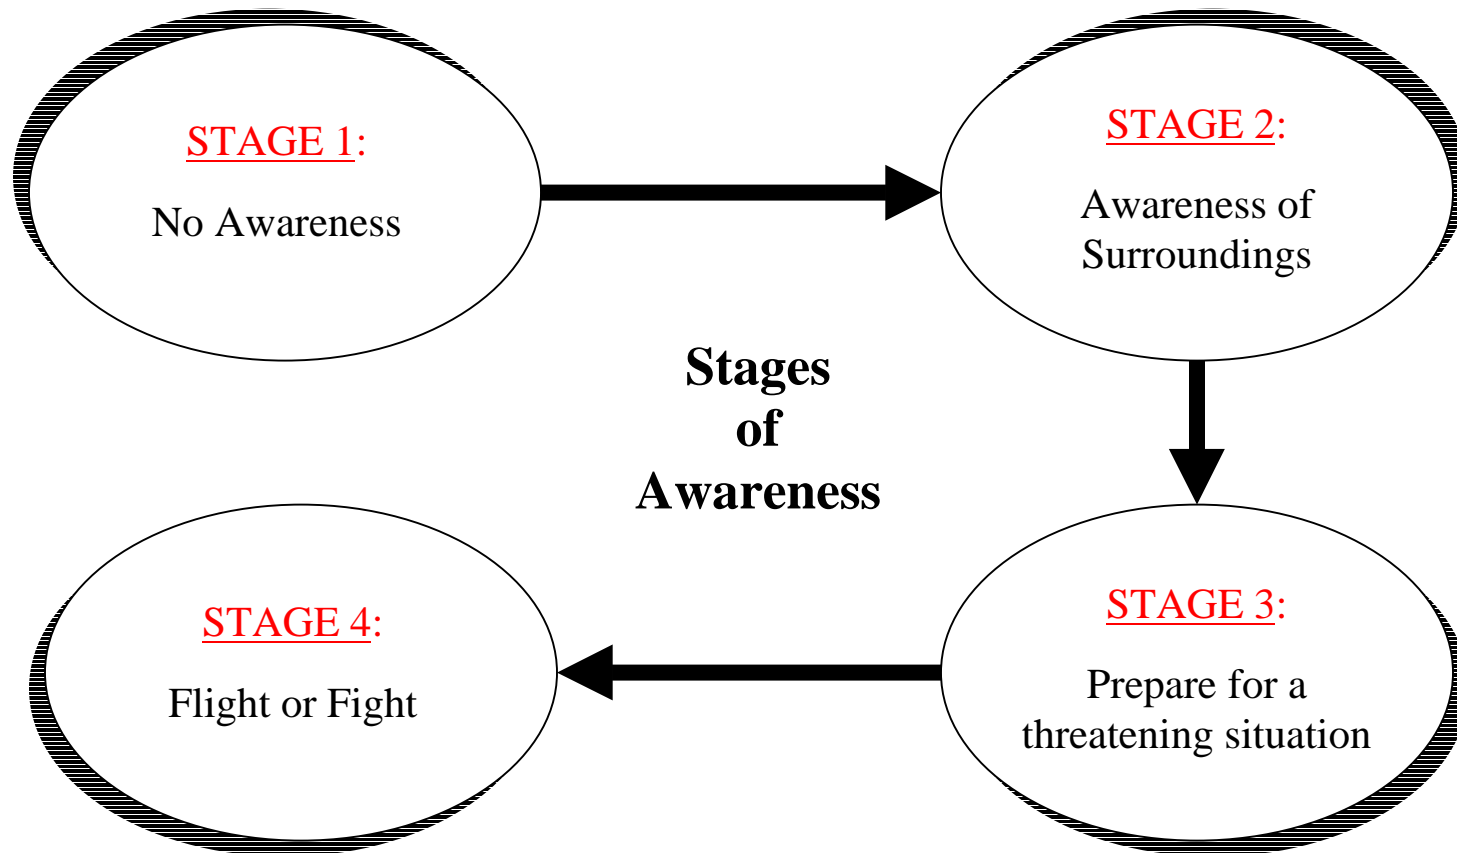 STAGE 1:
No Awareness
STAGE 2:
Awareness of
Surroundings
Stages
of
Awareness
STAGE 3:
Prepare for a
threatening situation
STAGE 4:
Flight or Fight